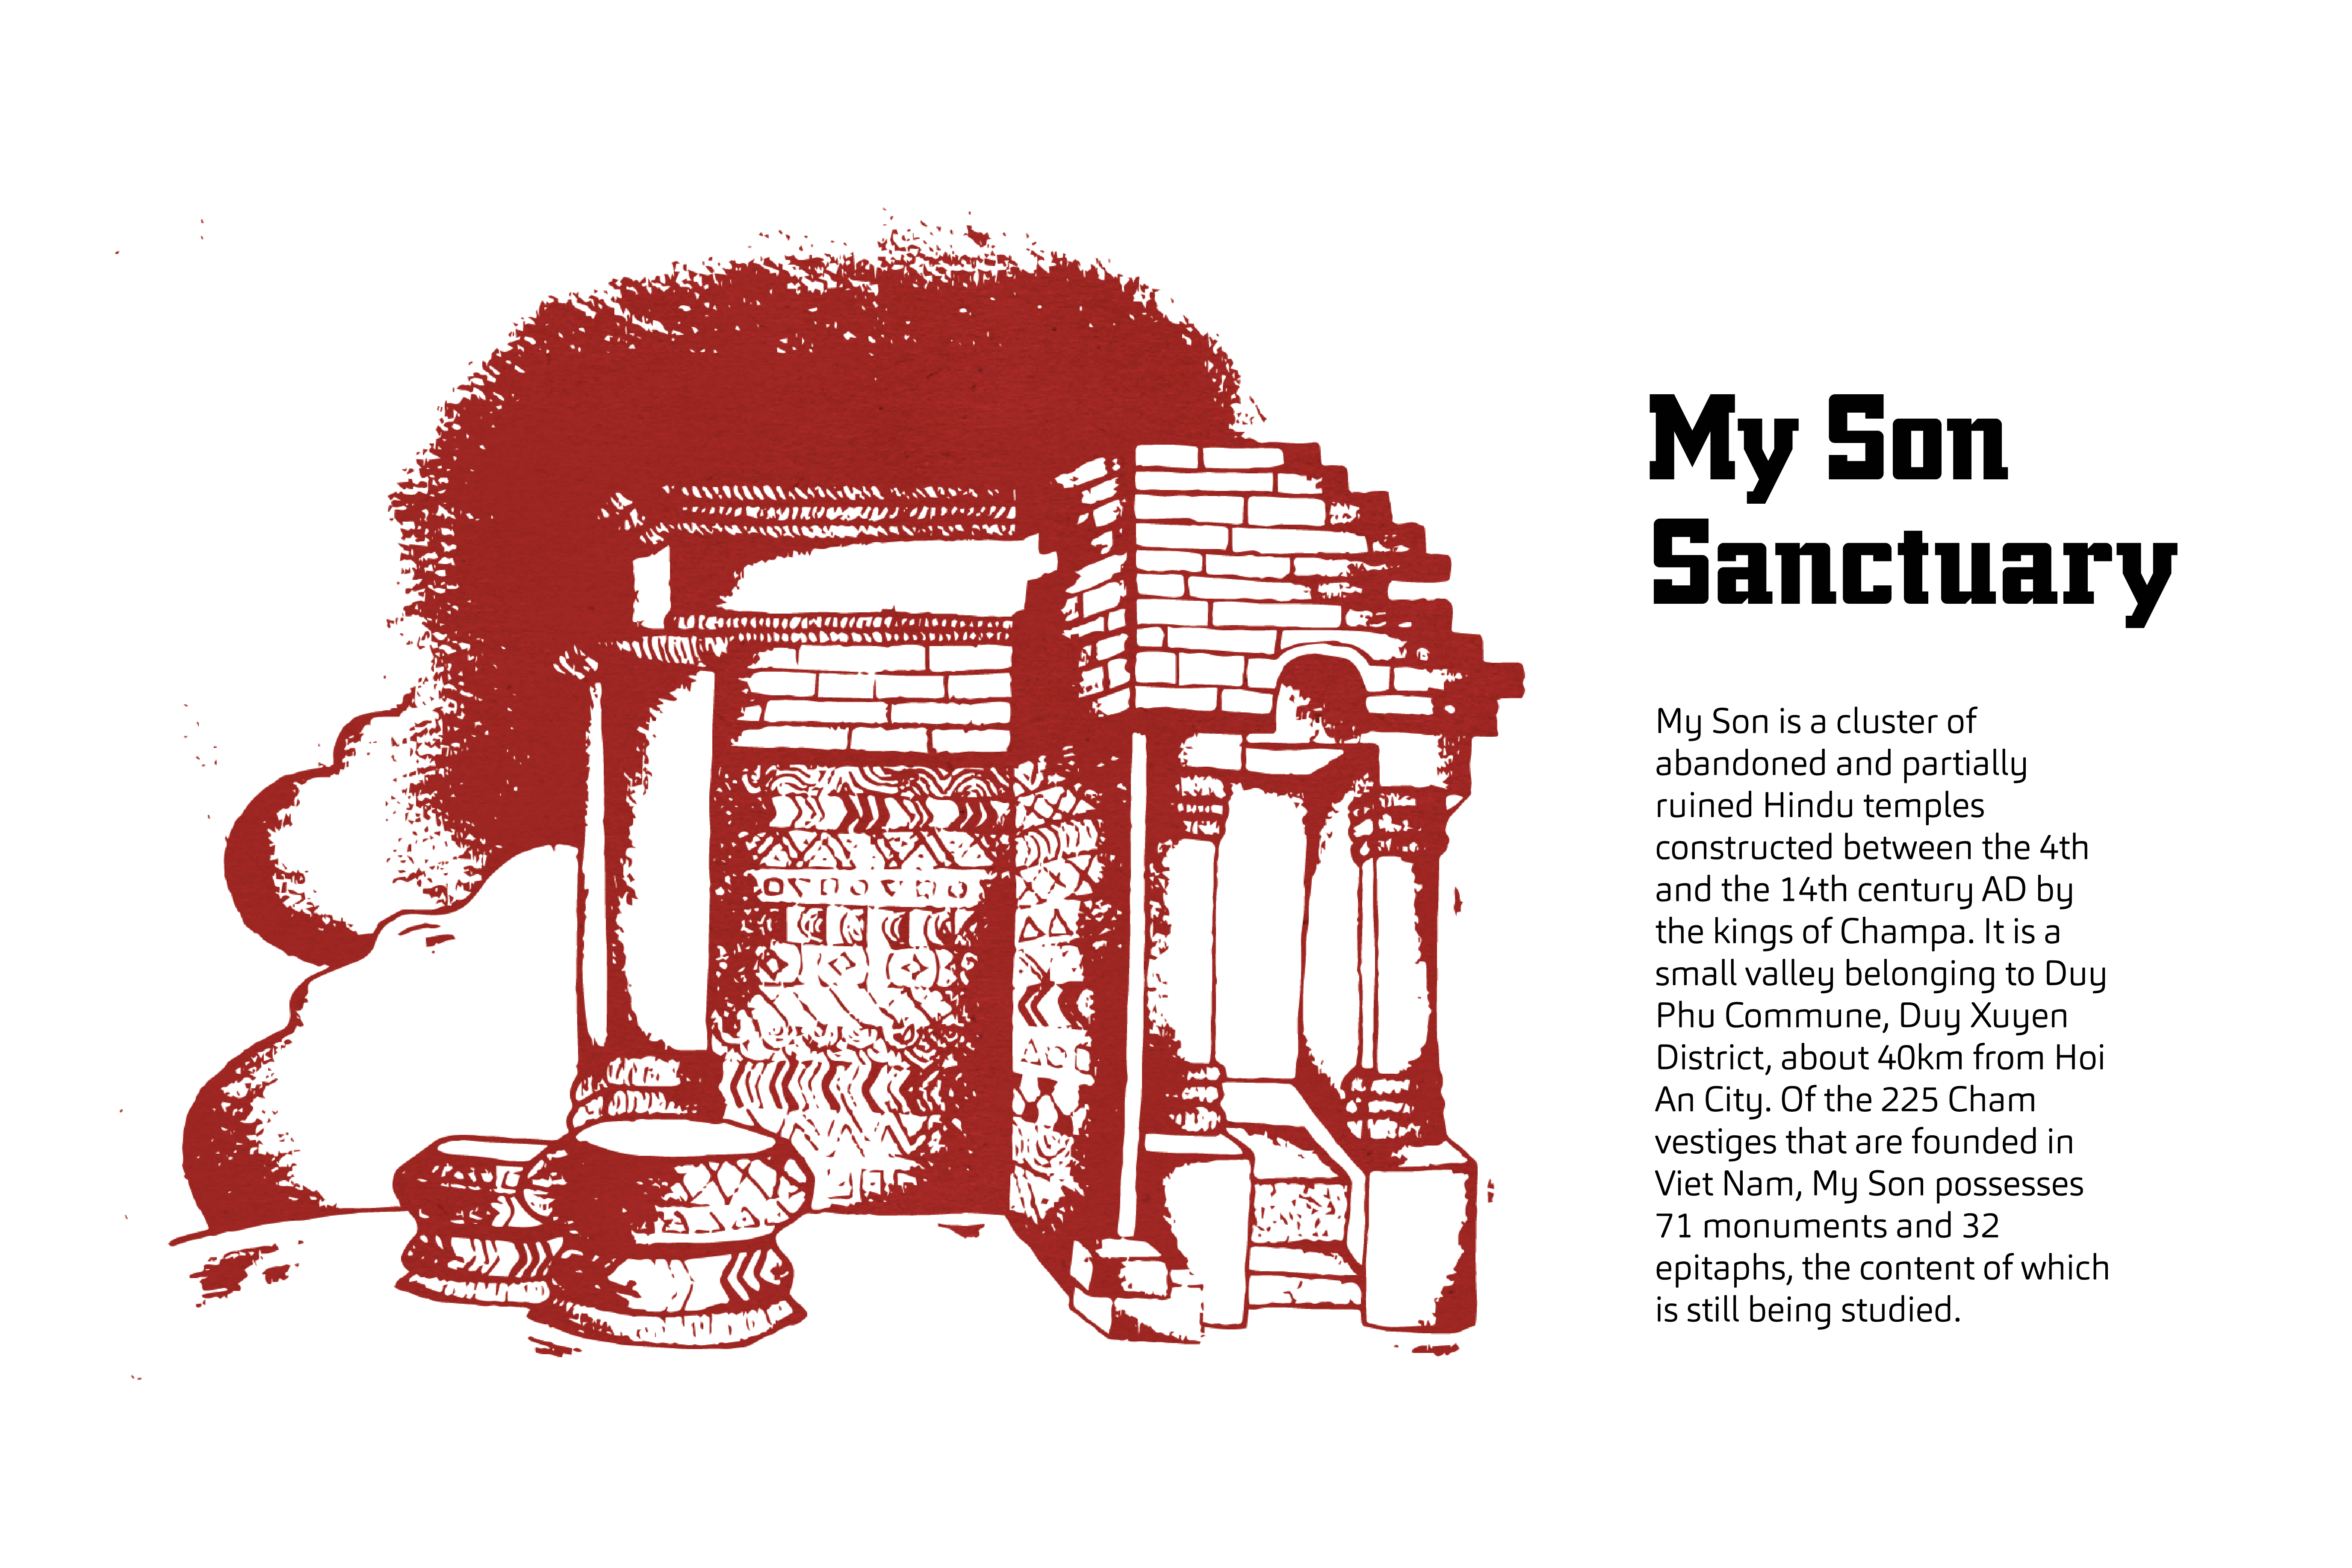 My Son
Sanctuary
My Son is a cluster of
abandoned and partially
ruined Hindu temples
constructed between the 4th
and the 14th century AD by
the kings of Champa. It is a
small valley belonging to Duy
Phu Commune, Duy Xuyen
District, about 40km from Hoi
An City. Of the 225 Cham
vestiges that are founded in
Viet Nam, My Son possesses
71 monuments and 32
epitaphs, the content of which
is still being studied.